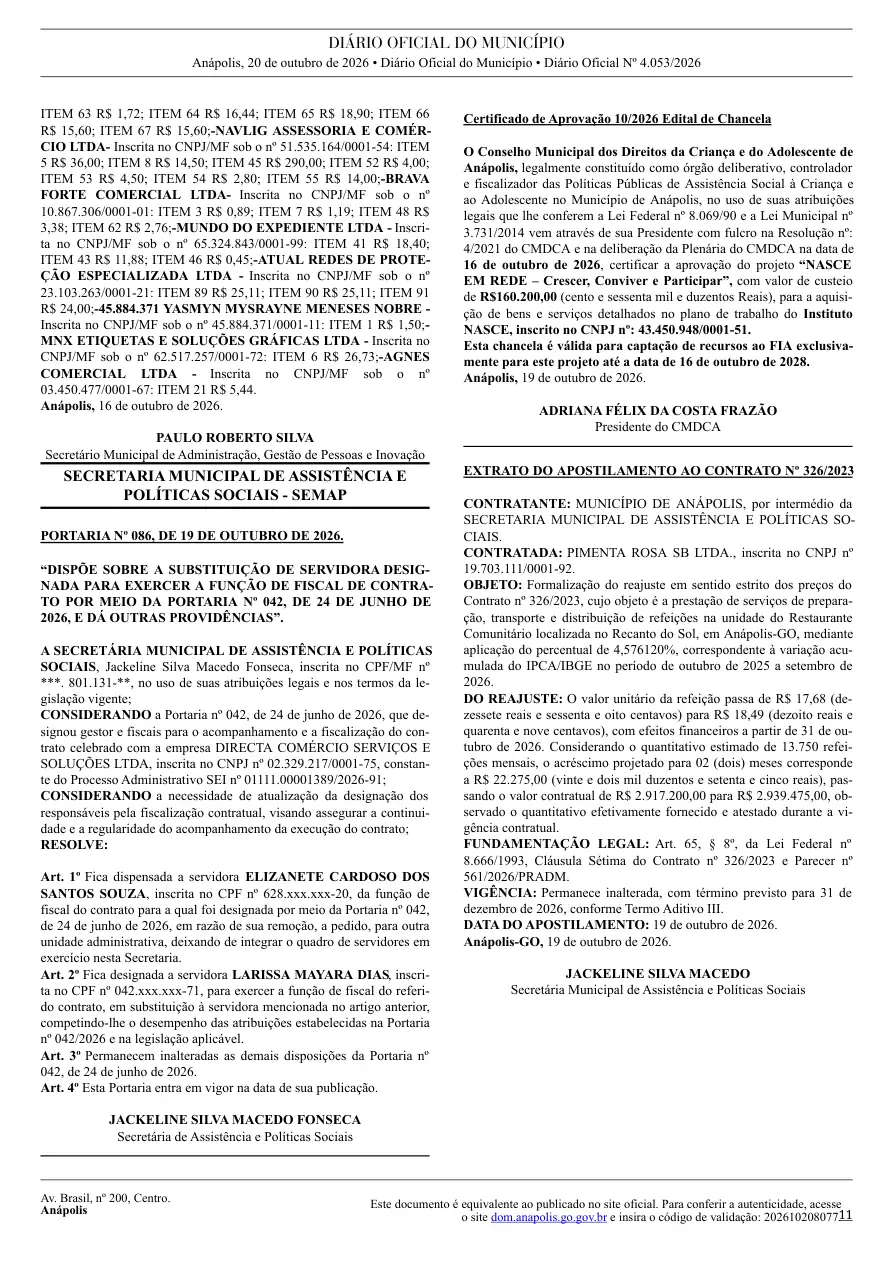 DIÁRIO OFICIAL DO MUNICÍPIO
Anápolis, 20 de outubro de 2026 • Diário Oficial do Município • Diário Oficial Nº 4.053/2026
ITEM 63 R$ 1,72; ITEM 64 R$ 16,44; ITEM 65 R$ 18,90; ITEM 66
R$ 15,60; ITEM 67 R$ 15,60;-NAVLIG ASSESSORIA E COMÉR-
CIO LTDA- Inscrita no CNPJ/MF sob o nº 51.535.164/0001-54: ITEM
5 R$ 36,00; ITEM 8 R$ 14,50; ITEM 45 R$ 290,00; ITEM 52 R$ 4,00;
ITEM 53 R$ 4,50; ITEM 54 R$ 2,80; ITEM 55 R$ 14,00;-BRAVA
FORTE COMERCIAL LTDA- Inscrita no CNPJ/MF sob o nº
10.867.306/0001-01: ITEM 3 R$ 0,89; ITEM 7 R$ 1,19; ITEM 48 R$
3,38; ITEM 62 R$ 2,76;-MUNDO DO EXPEDIENTE LTDA - Inscri-
ta no CNPJ/MF sob o nº 65.324.843/0001-99: ITEM 41 R$ 18,40;
ITEM 43 R$ 11,88; ITEM 46 R$ 0,45;-ATUAL REDES DE PROTE-
ÇÃO ESPECIALIZADA LTDA - Inscrita no CNPJ/MF sob o nº
23.103.263/0001-21: ITEM 89 R$ 25,11; ITEM 90 R$ 25,11; ITEM 91
R$ 24,00;-45.884.371 YASMYN MYSRAYNE MENESES NOBRE -
Inscrita no CNPJ/MF sob o nº 45.884.371/0001-11: ITEM 1 R$ 1,50;-
MNX ETIQUETAS E SOLUÇÕES GRÁFICAS LTDA - Inscrita no
CNPJ/MF sob o nº 62.517.257/0001-72: ITEM 6 R$ 26,73;-AGNES
COMERCIAL LTDA - Inscrita no CNPJ/MF sob o nº
03.450.477/0001-67: ITEM 21 R$ 5,44.
Anápolis, 16 de outubro de 2026.
PAULO ROBERTO SILVA
Secretário Municipal de Administração, Gestão de Pessoas e Inovação
SECRETARIA MUNICIPAL DE ASSISTÊNCIA E
POLÍTICAS SOCIAIS - SEMAP
PORTARIA Nº 086, DE 19 DE OUTUBRO DE 2026.
“DISPÕE SOBRE A SUBSTITUIÇÃO DE SERVIDORA DESIG-
NADA PARA EXERCER A FUNÇÃO DE FISCAL DE CONTRA-
TO POR MEIO DA PORTARIA Nº 042, DE 24 DE JUNHO DE
2026, E DÁ OUTRAS PROVIDÊNCIAS”.
A SECRETÁRIA MUNICIPAL DE ASSISTÊNCIA E POLÍTICAS
SOCIAIS, Jackeline Silva Macedo Fonseca, inscrita no CPF/MF nº
***. 801.131-**, no uso de suas atribuições legais e nos termos da le-
gislação vigente;
CONSIDERANDO a Portaria nº 042, de 24 de junho de 2026, que de-
signou gestor e fiscais para o acompanhamento e a fiscalização do con-
trato celebrado com a empresa DIRECTA COMÉRCIO SERVIÇOS E
SOLUÇÕES LTDA, inscrita no CNPJ nº 02.329.217/0001-75, constan-
te do Processo Administrativo SEI nº 01111.00001389/2026-91;
CONSIDERANDO a necessidade de atualização da designação dos
responsáveis pela fiscalização contratual, visando assegurar a continui-
dade e a regularidade do acompanhamento da execução do contrato;
RESOLVE:
Art. 1º Fica dispensada a servidora ELIZANETE CARDOSO DOS
SANTOS SOUZA, inscrita no CPF nº 628.xxx.xxx-20, da função de
fiscal do contrato para a qual foi designada por meio da Portaria nº 042,
de 24 de junho de 2026, em razão de sua remoção, a pedido, para outra
unidade administrativa, deixando de integrar o quadro de servidores em
exercício nesta Secretaria.
Art. 2º Fica designada a servidora LARISSA MAYARA DIAS, inscri-
ta no CPF nº 042.xxx.xxx-71, para exercer a função de fiscal do referi-
do contrato, em substituição à servidora mencionada no artigo anterior,
competindo-lhe o desempenho das atribuições estabelecidas na Portaria
nº 042/2026 e na legislação aplicável.
Art. 3º Permanecem inalteradas as demais disposições da Portaria nº
042, de 24 de junho de 2026.
Art. 4º Esta Portaria entra em vigor na data de sua publicação.
JACKELINE SILVA MACEDO FONSECA
Secretária de Assistência e Políticas Sociais
Certificado de Aprovação 10/2026 Edital de Chancela
O Conselho Municipal dos Direitos da Criança e do Adolescente de
Anápolis, legalmente constituído como órgão deliberativo, controlador
e fiscalizador das Políticas Públicas de Assistência Social à Criança e
ao Adolescente no Município de Anápolis, no uso de suas atribuições
legais que lhe conferem a Lei Federal nº 8.069/90 e a Lei Municipal nº
3.731/2014 vem através de sua Presidente com fulcro na Resolução nº:
4/2021 do CMDCA e na deliberação da Plenária do CMDCA na data de
16 de outubro de 2026, certificar a aprovação do projeto “NASCE
EM REDE – Crescer, Conviver e Participar”, com valor de custeio
de R$160.200,00 (cento e sessenta mil e duzentos Reais), para a aquisi-
ção de bens e serviços detalhados no plano de trabalho do Instituto
NASCE, inscrito no CNPJ nº: 43.450.948/0001-51.
Esta chancela é válida para captação de recursos ao FIA exclusiva-
mente para este projeto até a data de 16 de outubro de 2028.
Anápolis, 19 de outubro de 2026.
ADRIANA FÉLIX DA COSTA FRAZÃO
Presidente do CMDCA
EXTRATO DO APOSTILAMENTO AO CONTRATO Nº 326/2023
CONTRATANTE: MUNICÍPIO DE ANÁPOLIS, por intermédio da
SECRETARIA MUNICIPAL DE ASSISTÊNCIA E POLÍTICAS SO-
CIAIS.
CONTRATADA: PIMENTA ROSA SB LTDA., inscrita no CNPJ nº
19.703.111/0001-92.
OBJETO: Formalização do reajuste em sentido estrito dos preços do
Contrato nº 326/2023, cujo objeto é a prestação de serviços de prepara-
ção, transporte e distribuição de refeições na unidade do Restaurante
Comunitário localizada no Recanto do Sol, em Anápolis-GO, mediante
aplicação do percentual de 4,576120%, correspondente à variação acu-
mulada do IPCA/IBGE no período de outubro de 2025 a setembro de
2026.
DO REAJUSTE: O valor unitário da refeição passa de R$ 17,68 (de-
zessete reais e sessenta e oito centavos) para R$ 18,49 (dezoito reais e
quarenta e nove centavos), com efeitos financeiros a partir de 31 de ou-
tubro de 2026. Considerando o quantitativo estimado de 13.750 refei-
ções mensais, o acréscimo projetado para 02 (dois) meses corresponde
a R$ 22.275,00 (vinte e dois mil duzentos e setenta e cinco reais), pas-
sando o valor contratual de R$ 2.917.200,00 para R$ 2.939.475,00, ob-
servado o quantitativo efetivamente fornecido e atestado durante a vi-
gência contratual.
FUNDAMENTAÇÃO LEGAL: Art. 65, § 8º, da Lei Federal nº
8.666/1993, Cláusula Sétima do Contrato nº 326/2023 e Parecer nº
561/2026/PRADM.
VIGÊNCIA: Permanece inalterada, com término previsto para 31 de
dezembro de 2026, conforme Termo Aditivo III.
DATA DO APOSTILAMENTO: 19 de outubro de 2026.
Anápolis-GO, 19 de outubro de 2026.
JACKELINE SILVA MACEDO
Secretária Municipal de Assistência e Políticas Sociais
Av. Brasil, nº 200, Centro.
Anápolis
Este documento é equivalente ao publicado no site oficial. Para conferir a autenticidade, acesse
o site dom.anapolis.go.gov.br e insira o código de validação: 202610208077
11